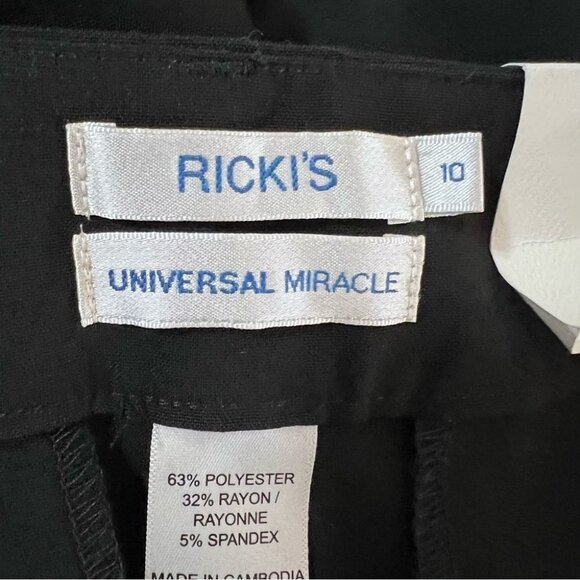 RICKI'S
10
UNIVERSAL MIRACLE
63% POLYESTER
32% RAYON /
RAYONNE
5% SPANDEX
MADE IN CAMBODIA